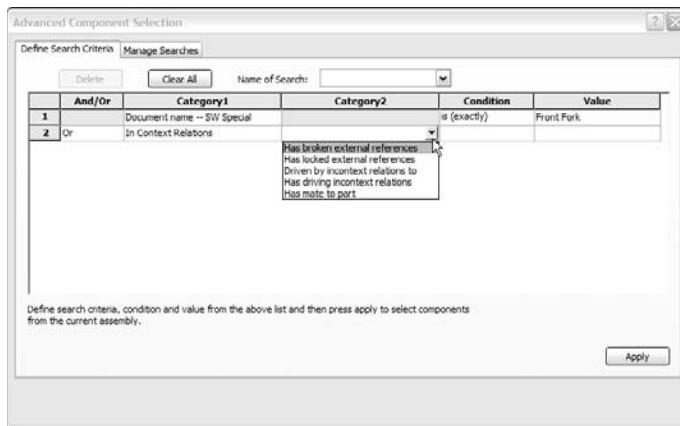 Advanced Component Selection
Define Search Criteria Manage Searches
Delete Clear All Name of Search:
And/Or Category1 Category2 Condition Value
1 Document name -- SW Special is (exactly) Front Fork
2 Or In Context Relations
Has broken external references
Has locked external references
Driven by incontext relations to
Has driving incontext relations
Has mate to part
Define search criteria, condition and value from the above list and then press apply to select components
from the current assembly.
Apply